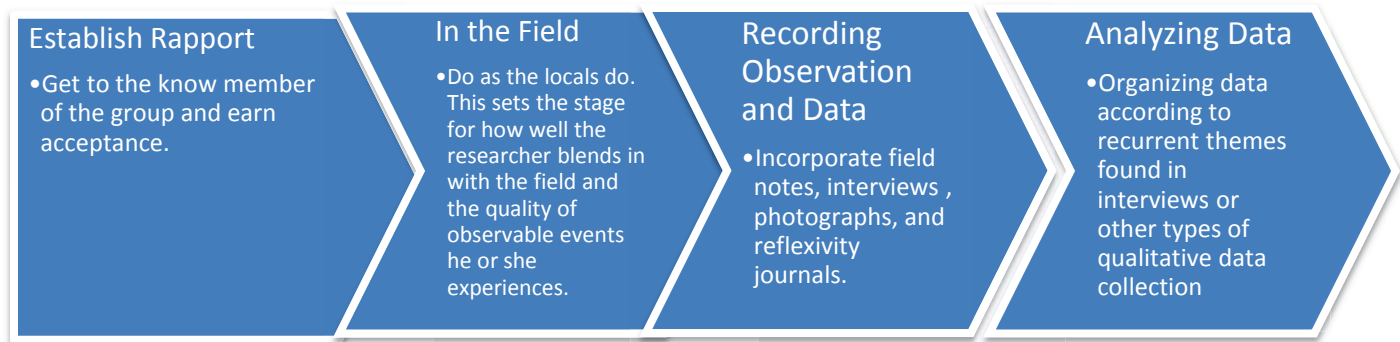 Establish Rapport
•Get to the know member
of the group and earn
acceptance.
In the Field
•Do as the locals do.
This sets the stage
for how well the
researcher blends in
with the field and
the quality of
observable events
he or she
experiences.
Recording
Observation
and Data
•Incorporate field
notes, interviews ,
photographs, and
reflexivity
journals.
Analyzing Data
•Organizing data
according to
recurrent themes
found in
interviews or
other types of
qualitative data
collection